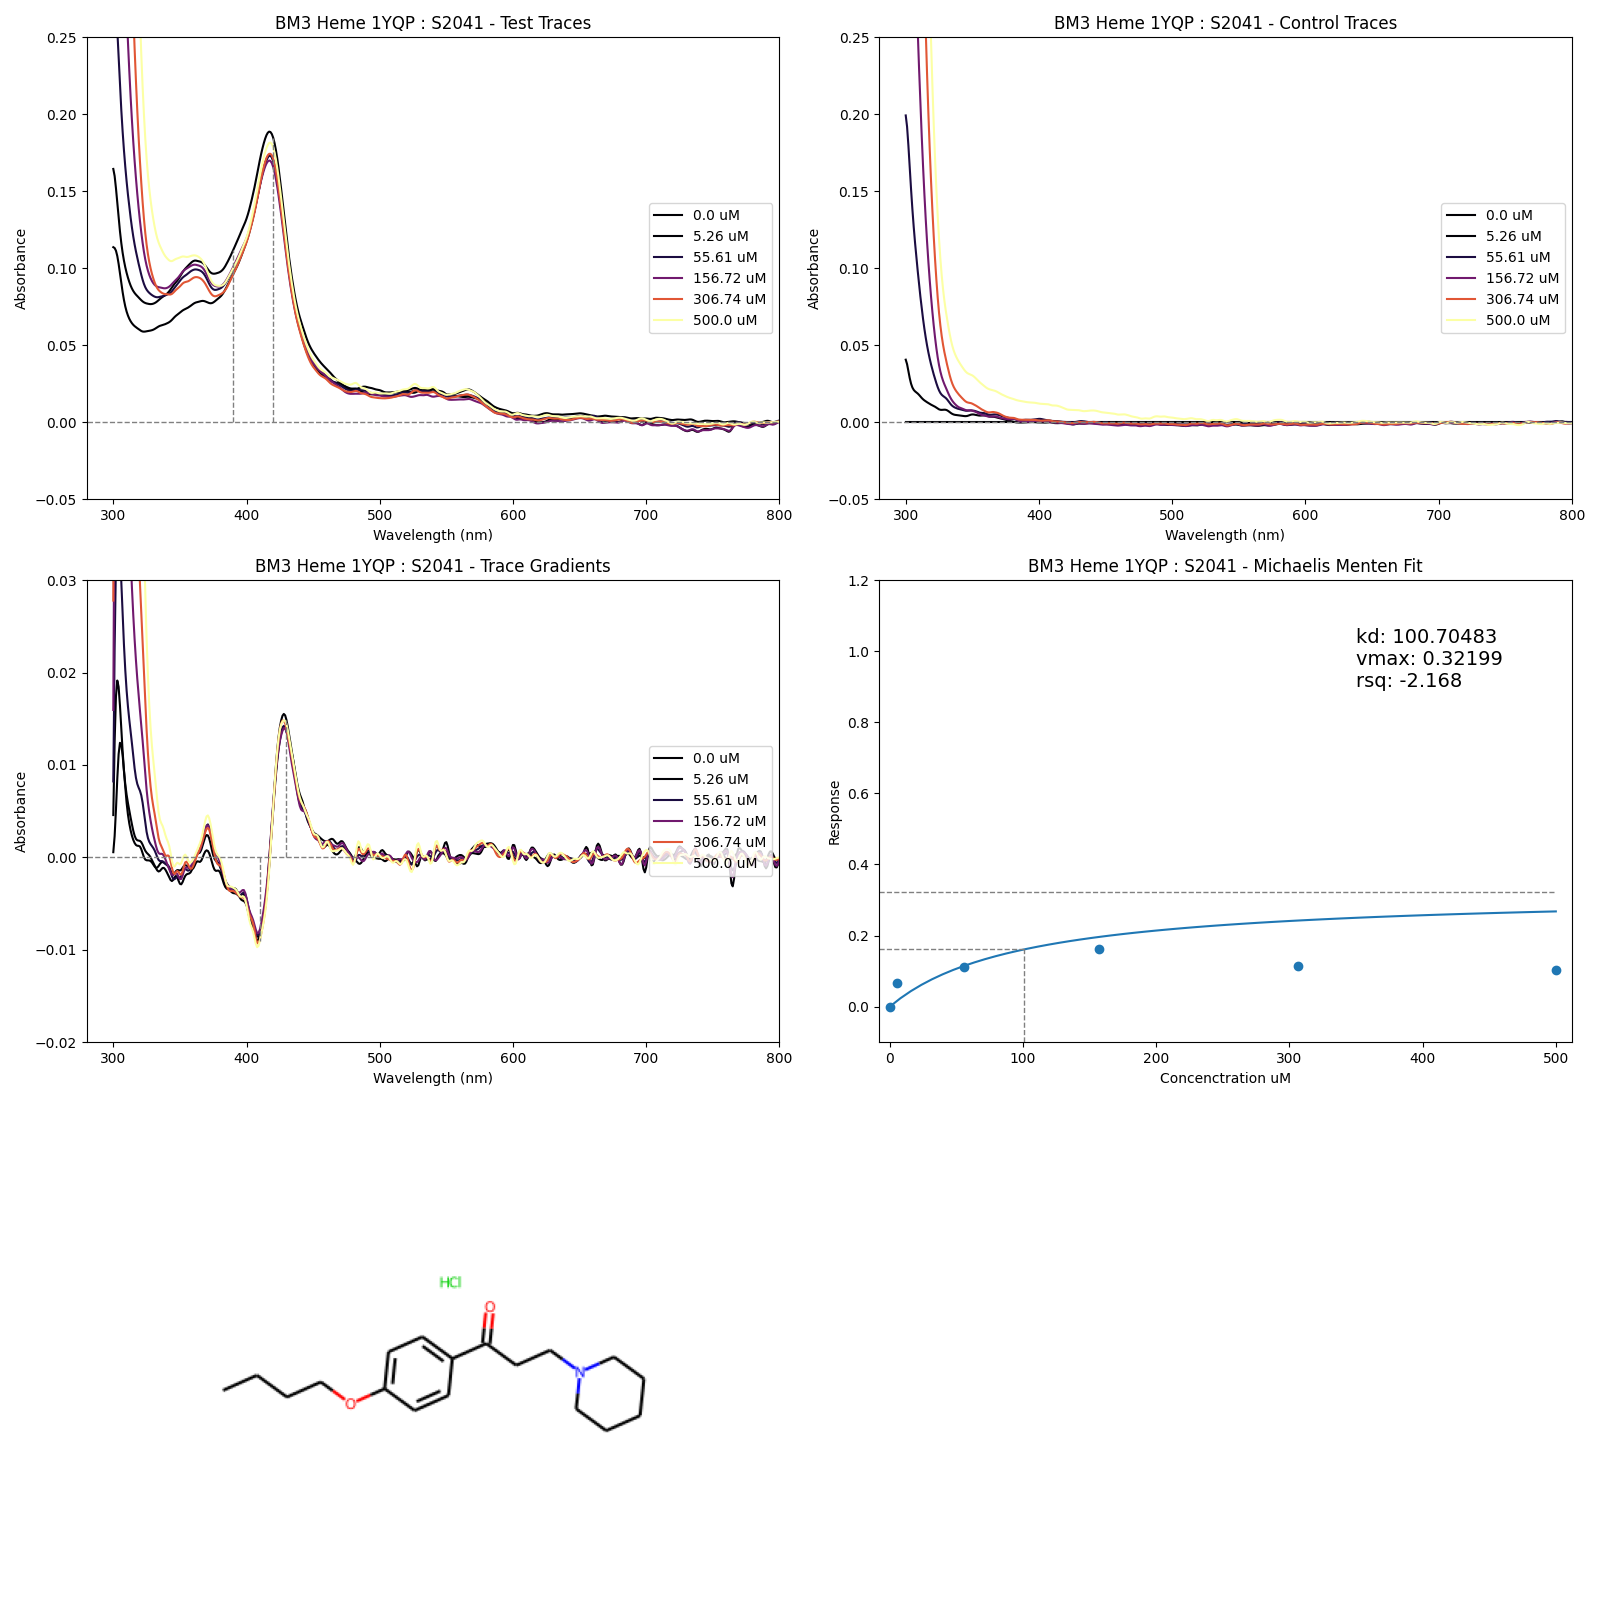 BM3 Heme 1YQP : S2041 - Test Traces
0.25
0.20
0.15
0.10
0.05
0.00
−0.05
Absorbance
300
400
500
600
700
800
Wavelength (nm)
0.0 uM
5.26 uM
55.61 uM
156.72 uM
306.74 uM
500.0 uM
BM3 Heme 1YQP : S2041 - Control Traces
0.25
0.20
0.15
0.10
0.05
0.00
−0.05
Absorbance
300
400
500
600
700
800
Wavelength (nm)
0.0 uM
5.26 uM
55.61 uM
156.72 uM
306.74 uM
500.0 uM
BM3 Heme 1YQP : S2041 - Trace Gradients
0.03
0.02
0.01
0.00
−0.01
−0.02
Absorbance
300
400
500
600
700
800
Wavelength (nm)
0.0 uM
5.26 uM
55.61 uM
156.72 uM
306.74 uM
500.0 uM
BM3 Heme 1YQP : S2041 - Michaelis Menten Fit
1.2
1.0
0.8
0.6
0.4
0.2
0.0
Response
kd: 100.70483
vmax: 0.32199
rsq: -2.168
0
100
200
300
400
500
Concenctration uM
HCl
O
N
O